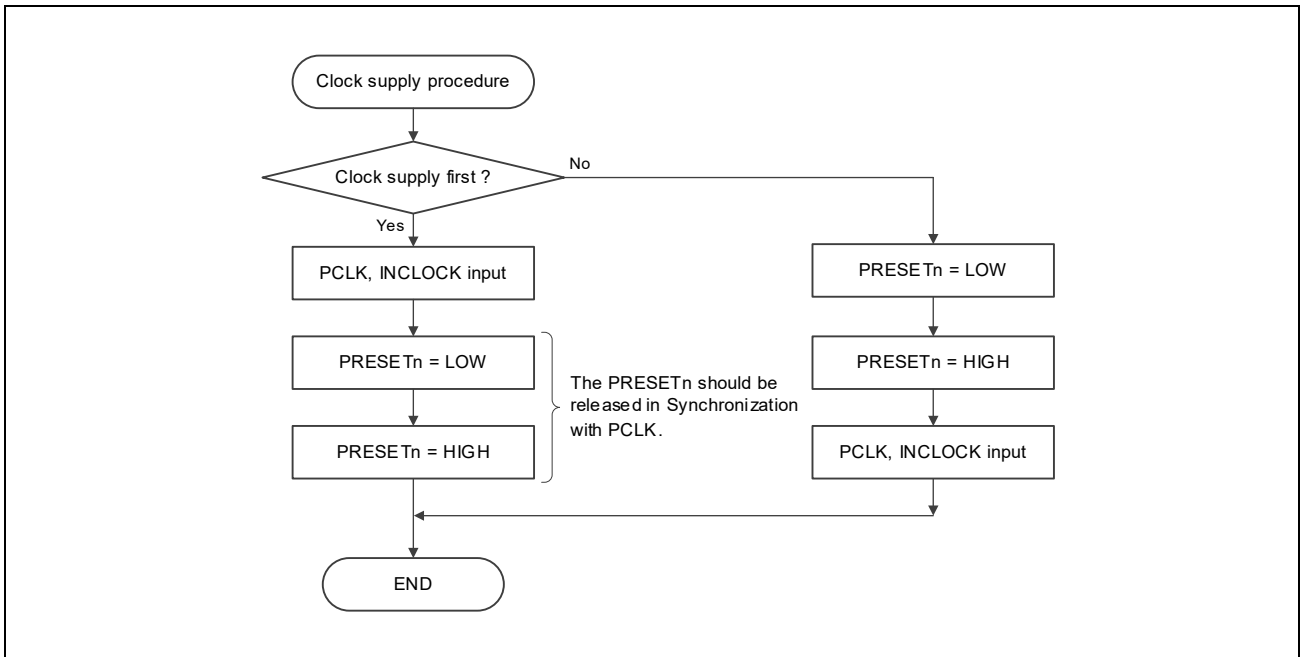 Clock supply procedure
Clock supply first ?
No
Yes
PCLK, INCLOCK input
PRESETn = LOW
PRESETn = HIGH
The PRESETn should be
released in Synchronization
with PCLK.
PRESETn = LOW
PRESETn = HIGH
PCLK, INCLOCK input
END